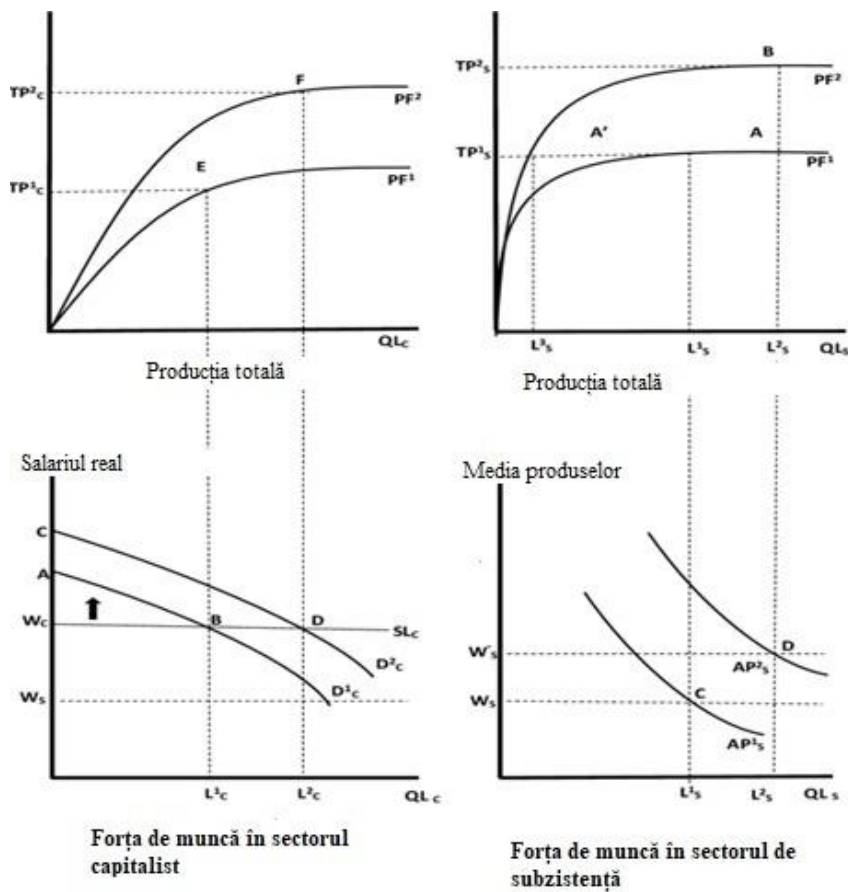 TP²c
F
PF²
E
TP¹c
PF¹
QLc
Producția totală
TP²s
B
PF²
A'
A
TP¹s
PF¹
L³s
L¹s
L²s
QLs
Producția totală
Salariul real
C
A
Wc
B
D
SLc
D²c
Ws
D¹c
L¹c
L²c
QLc
Forța de muncă în sectorul
capitalist
Media produselor
W's
D
AP²s
Ws
C
AP¹s
L¹s
L²s
QLs
Forța de muncă în sectorul de
subzistență